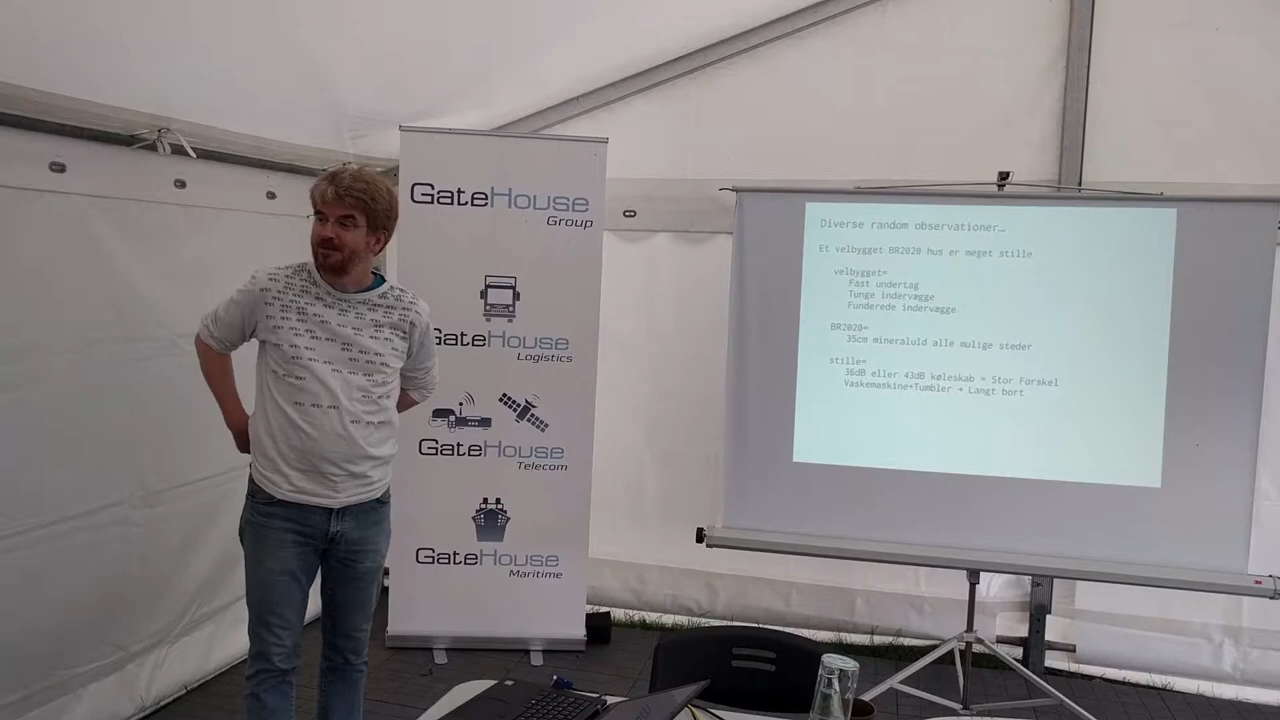 GateHouse
Group
GateHouse
Logistics
GateHouse
Telecom
GateHouse
Maritime
Diverse random observationer…
Et velbygget BR2020 hus er meget stille
velbygget=
Fast undertag
Tunge indervægge
Funderede indervægge
BR2020=
35cm mineraluld alle mulige steder
stille=
36dB eller 43dB køleskab = Stor Forskel
Vaskemaskine+Tumbler → Langt bort